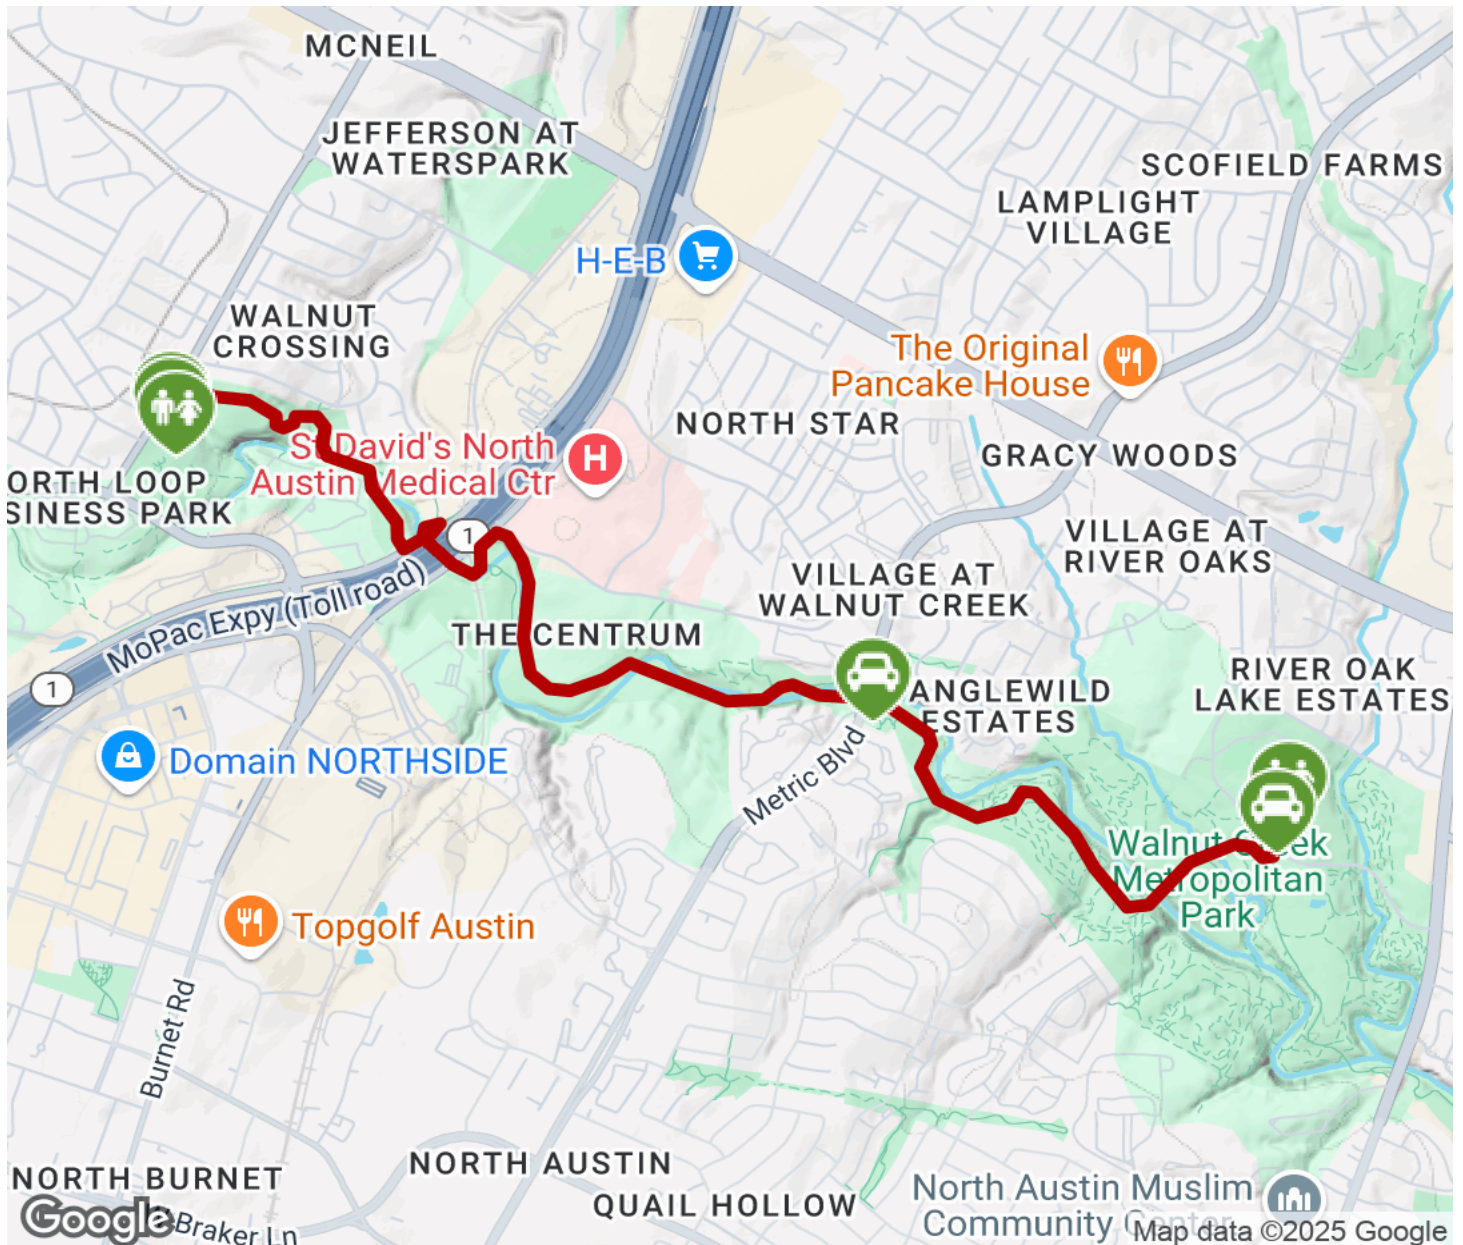 MCNEIL
JEFFERSON AT
WATERSPARK
SCOFIELD FARMS
LAMPLIGHT
VILLAGE
H-E-B
WALNUT
CROSSING
The Original
Pancake House
NORTH STAR
St David's North
Austin Medical Ctr
H
GRACY WOODS
ORTH LOOP
SINESS PARK
1
VILLAGE AT
RIVER OAKS
VILLAGE AT
WALNUT CREEK
MoPac Expy (Toll road)
THE CENTRUM
1
RIVER OAK
LAKE ESTATES
ANGLEWILD
ESTATES
Domain NORTHSIDE
Metric Blvd
Walnut Creek
Metropolitan
Park
Topgolf Austin
Burnet Rd
NORTH AUSTIN
NORTH BURNET
QUAIL HOLLOW
North Austin Muslim
Community Center
Google
W Braker Ln
Map data ©2025 Google